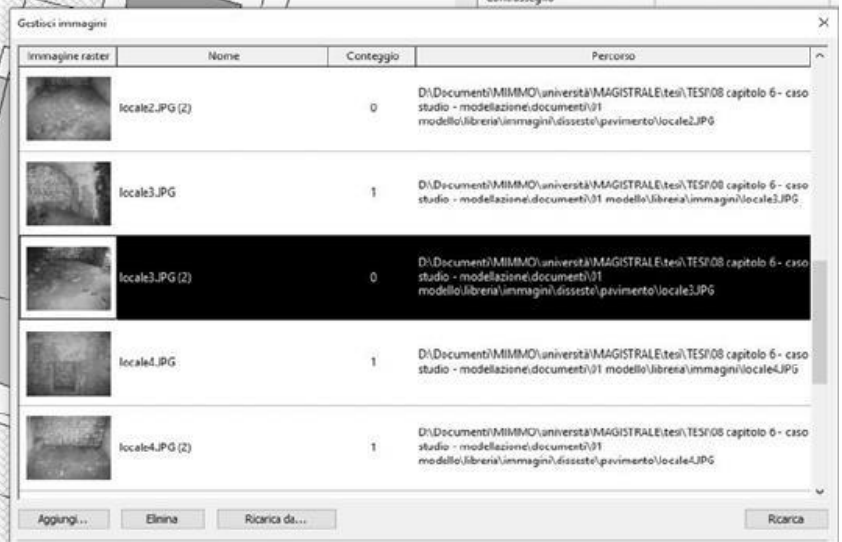 Gestisci immagini
Immagine raster Nome Conteggio Percorso
locale2.JPG (2) 0 D:\Documenti\MIMMO\università\MAGISTRALE\tesi\TESI\08 capitolo 6 - caso
studio - modellazione\documenti\01
modello\libreria\immagini\dissesto\pavimento\locale2.JPG
locale3.JPG 1 D:\Documenti\MIMMO\università\MAGISTRALE\tesi\TESI\08 capitolo 6 - caso
studio - modellazione\documenti\01 modello\libreria\immagini\locale3.JPG
locale3.JPG (2) 0 D:\Documenti\MIMMO\università\MAGISTRALE\tesi\TESI\08 capitolo 6 - caso
studio - modellazione\documenti\01
modello\libreria\immagini\dissesto\pavimento\locale3.JPG
locale4.JPG 1 D:\Documenti\MIMMO\università\MAGISTRALE\tesi\TESI\08 capitolo 6 - caso
studio - modellazione\documenti\01 modello\libreria\immagini\locale4.JPG
locale4.JPG (2) 1 D:\Documenti\MIMMO\università\MAGISTRALE\tesi\TESI\08 capitolo 6 - caso
studio - modellazione\documenti\01
modello\libreria\immagini\dissesto\pavimento\locale4.JPG
Aggiungi... Elimina Ricarica da... Ricarica